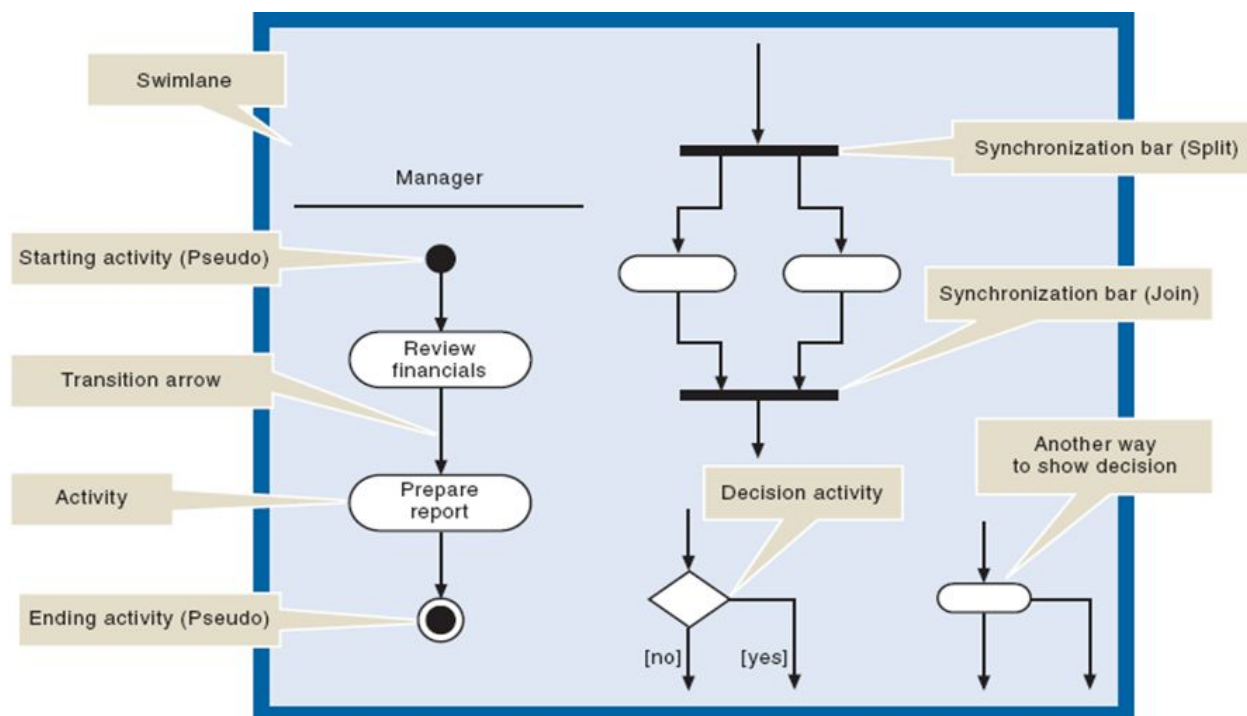 Swimlane
Synchronization bar (Split)
Manager
Starting activity (Pseudo)
Synchronization bar (Join)
Review
financials
Transition arrow
Another way
to show decision
Activity
Prepare
report
Decision activity
Ending activity (Pseudo)
[no]
[yes]